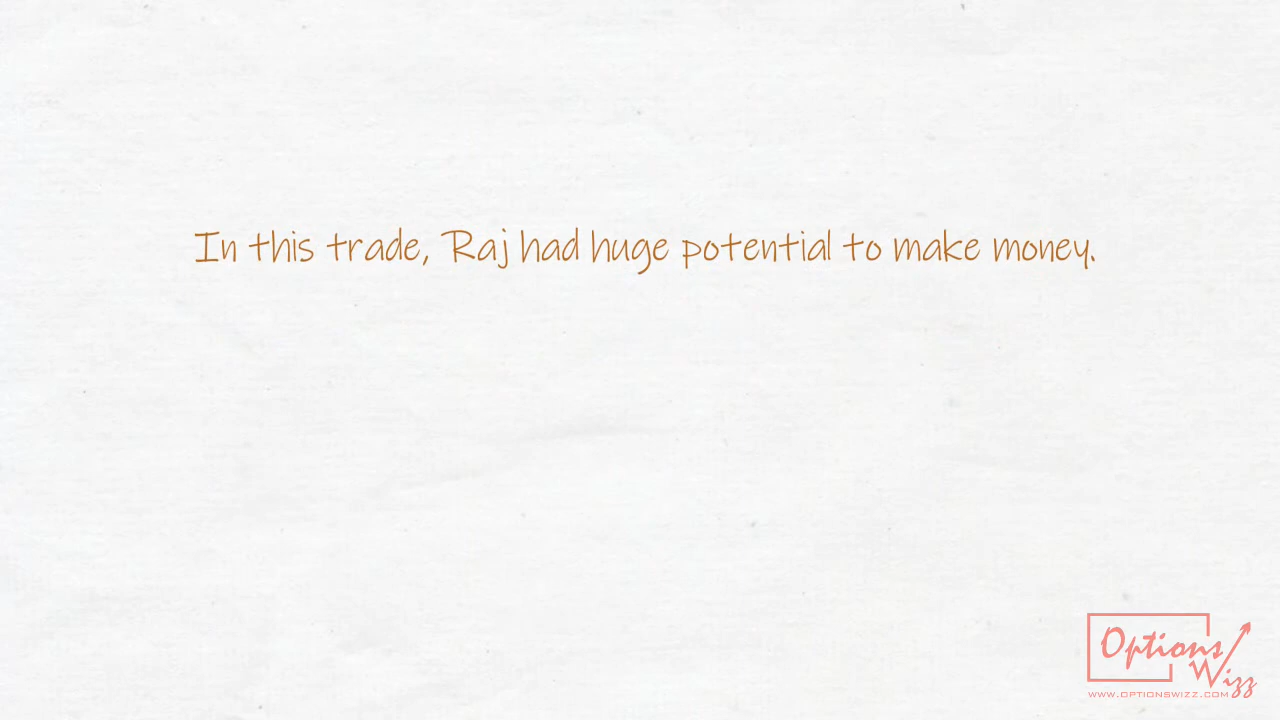 In this trade, Raj had huge potential to make money.
Options
Wizz
WWW.OPTIONSWIZZ.COM